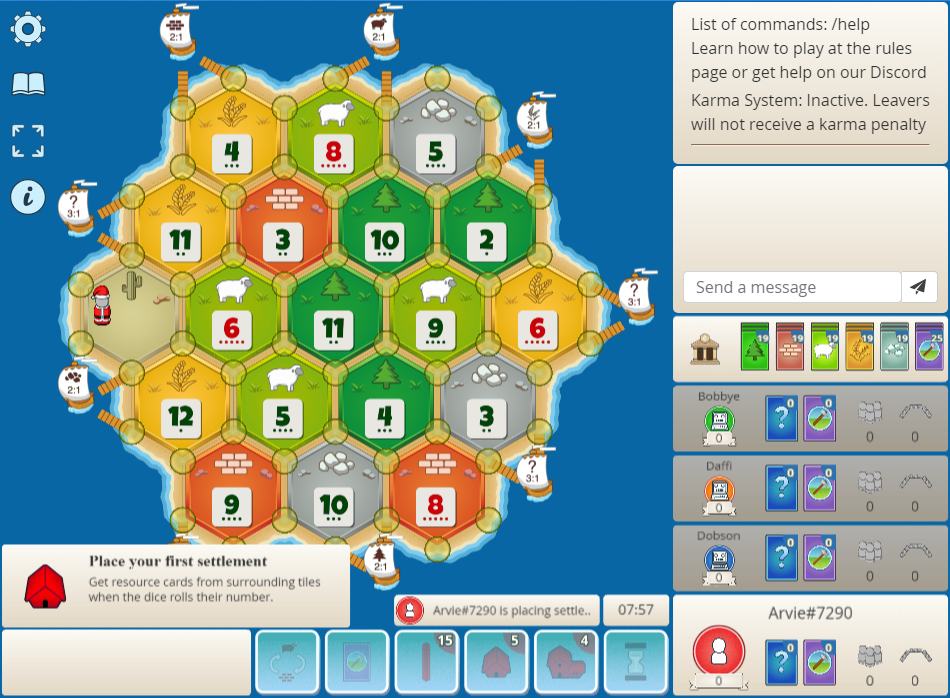 2:1
2:1
2:1
4
8
5
?
3:1
11
3
10
2
6
11
9
6
?
3:1
2:1
12
5
4
3
?
3:1
9
10
8
2:1
Place your first settlement
Get resource cards from surrounding tiles
when the dice rolls their number.
Arvie#7290 is placing settle..
07:57
15
5
4
List of commands: /help
Learn how to play at the rules
page or get help on our Discord
Karma System: Inactive. Leavers
will not receive a karma penalty
Send a message
19 19 19 19 19 25
Bobbye
? 0 0
0 0 0
Daffi
? 0 0
0 0 0
Dobson
? 0 0
0 0 0
Arvie#7290
? 0 0
0 0 0
i